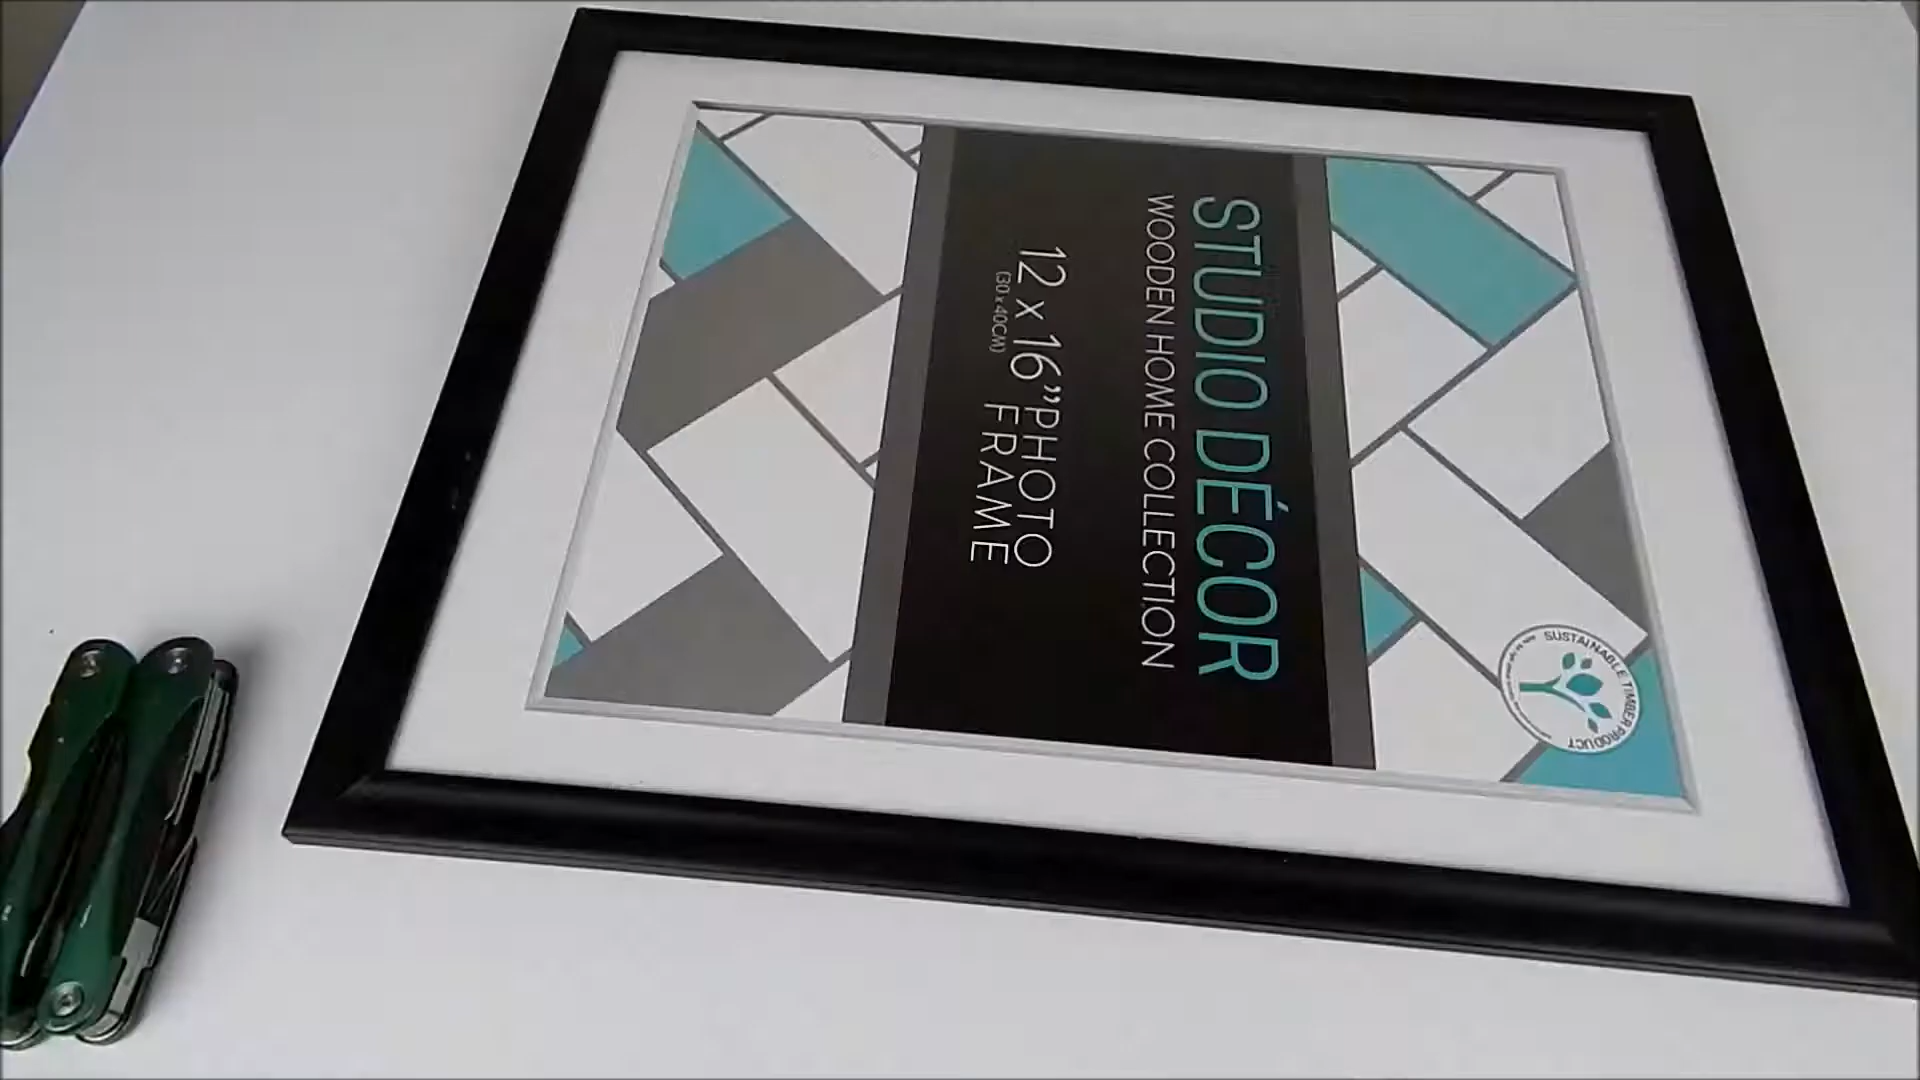 STUDIO DÉCOR
WOODEN HOME COLLECTION
12 x 16” PHOTO
(30 x 40CM) FRAME
SUSTAINABLE TIMBER PRODUCT